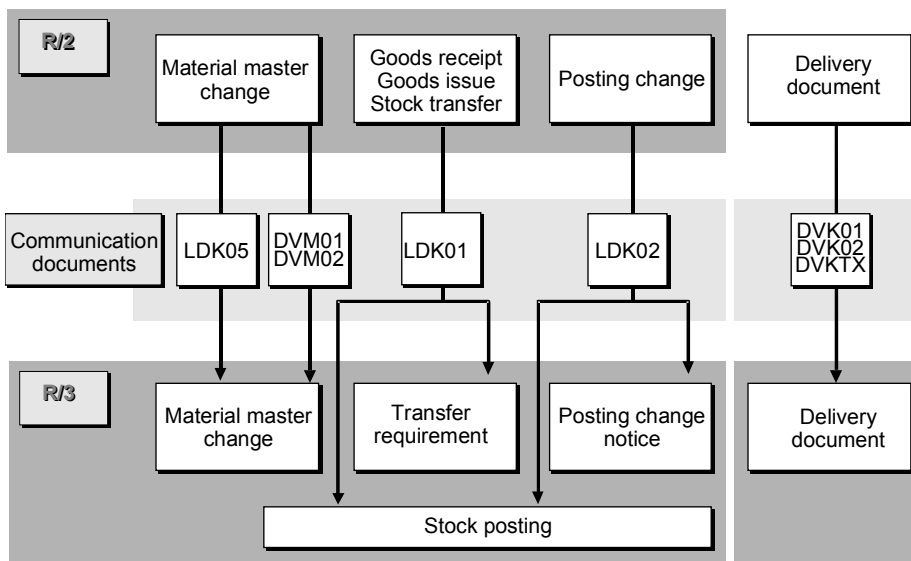 R/2
Material master
change
Goods receipt
Goods issue
Stock transfer
Posting change
Delivery
document
Communication
documents
LDK05
DVM01
DVM02
LDK01
LDK02
DVK01
DVK02
DVKTX
R/3
Material master
change
Transfer
requirement
Posting change
notice
Delivery
document
Stock posting